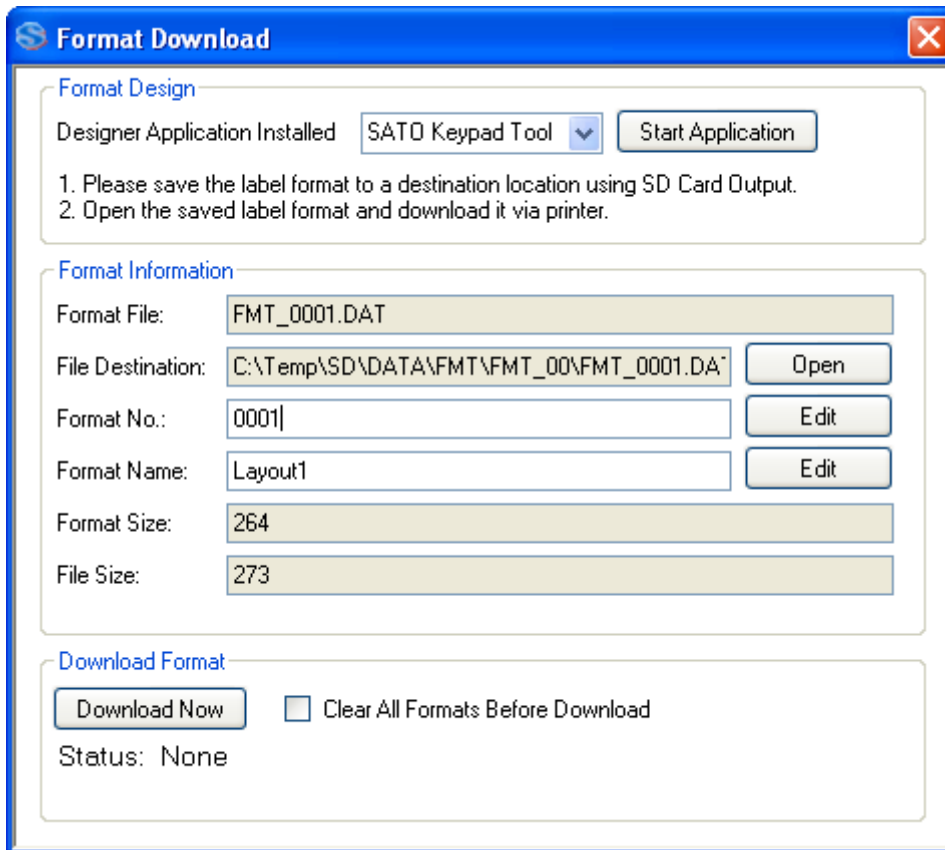 Format Download
Format Design
Designer Application Installed SATO Keypad Tool Start Application
1. Please save the label format to a destination location using SD Card Output.
2. Open the saved label format and download it via printer.
Format Information
Format File: FMT_0001.DAT
File Destination: C:\Temp\SD\DATA\FMT\FMT_00\FMT_0001.DA Open
Format No.: 0001 Edit
Format Name: Layout1 Edit
Format Size: 264
File Size: 273
Download Format
Download Now Clear All Formats Before Download
Status: None